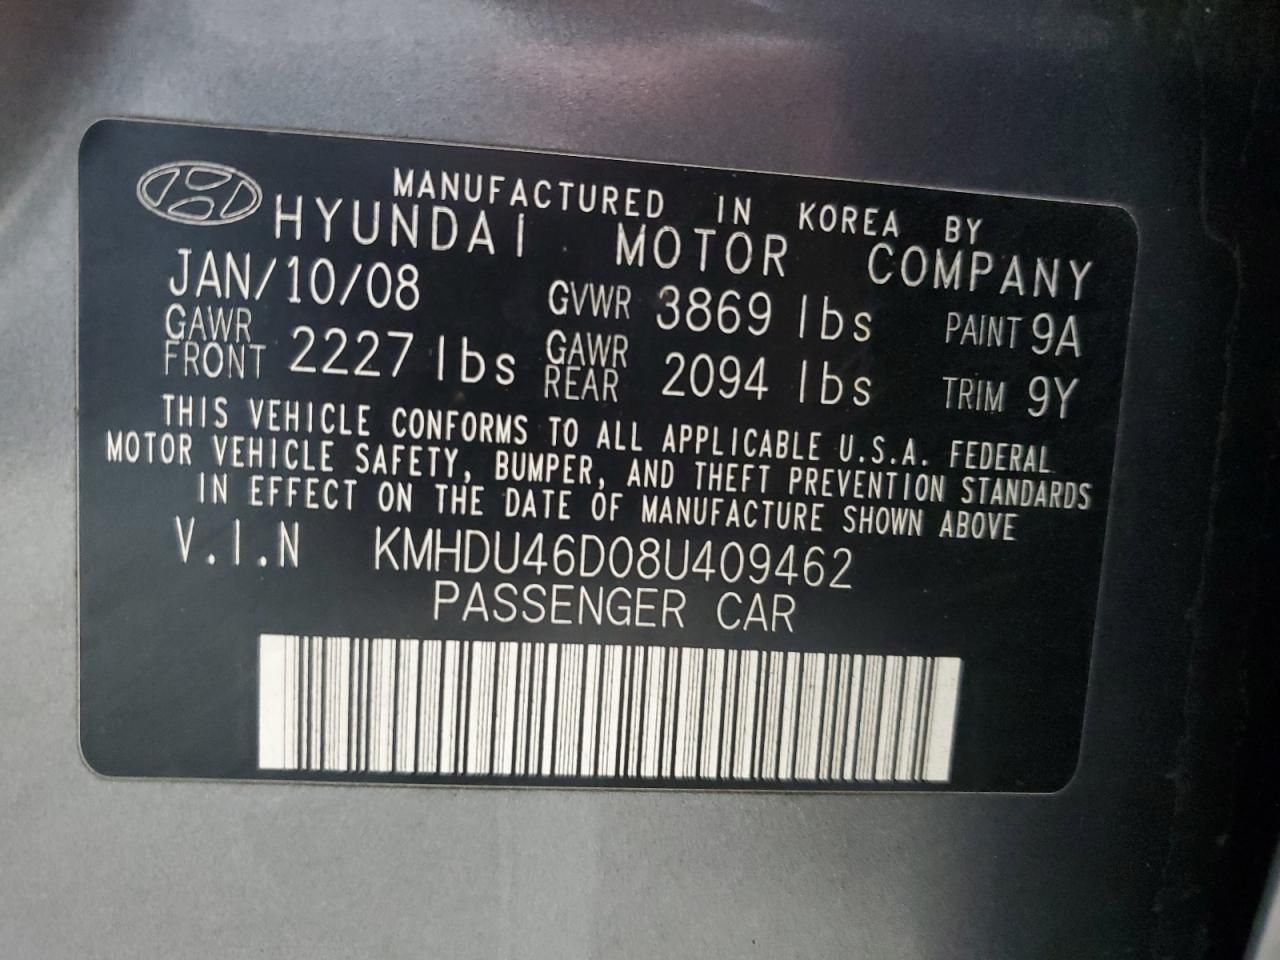 MANUFACTURED IN KOREA BY
HYUNDAI MOTOR COMPANY
JAN/10/08 GVWR 3869 lbs PAINT 9A
GAWR FRONT 2227 lbs GAWR REAR 2094 lbs TRIM 9Y
THIS VEHICLE CONFORMS TO ALL APPLICABLE U.S.A. FEDERAL
MOTOR VEHICLE SAFETY, BUMPER, AND THEFT PREVENTION STANDARDS
IN EFFECT ON THE DATE OF MANUFACTURE SHOWN ABOVE
V.I.N KMHDU46D08U409462
PASSENGER CAR